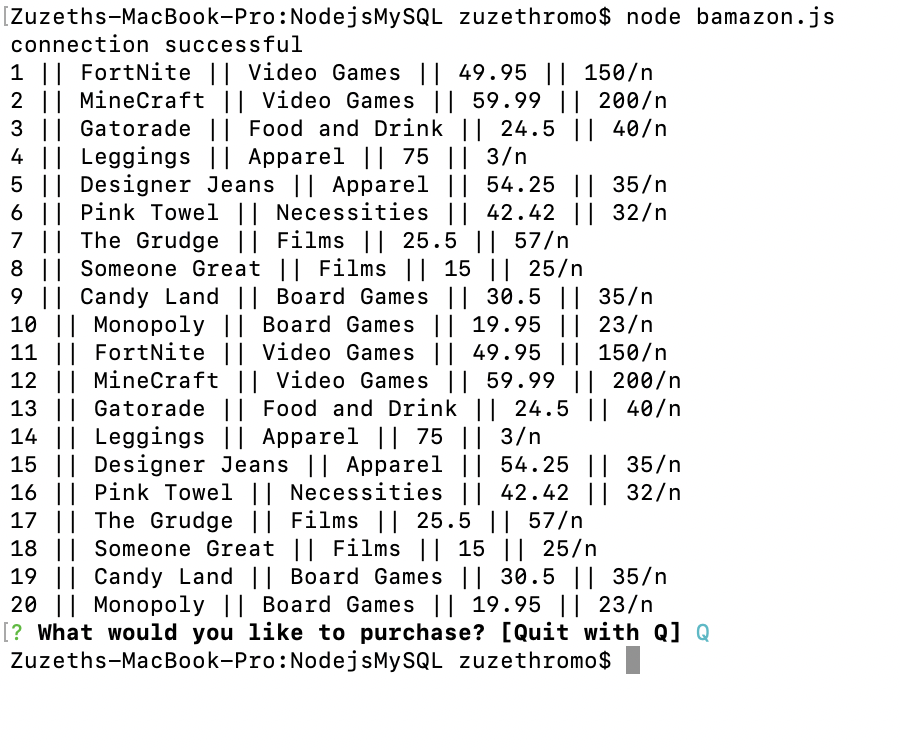 [Zuzeths-MacBook-Pro:NodejsMySQL zuzethromo$ node bamazon.js
connection successful
1 || FortNite || Video Games || 49.95 || 150/n
2 || MineCraft || Video Games || 59.99 || 200/n
3 || Gatorade || Food and Drink || 24.5 || 40/n
4 || Leggings || Apparel || 75 || 3/n
5 || Designer Jeans || Apparel || 54.25 || 35/n
6 || Pink Towel || Necessities || 42.42 || 32/n
7 || The Grudge || Films || 25.5 || 57/n
8 || Someone Great || Films || 15 || 25/n
9 || Candy Land || Board Games || 30.5 || 35/n
10 || Monopoly || Board Games || 19.95 || 23/n
11 || FortNite || Video Games || 49.95 || 150/n
12 || MineCraft || Video Games || 59.99 || 200/n
13 || Gatorade || Food and Drink || 24.5 || 40/n
14 || Leggings || Apparel || 75 || 3/n
15 || Designer Jeans || Apparel || 54.25 || 35/n
16 || Pink Towel || Necessities || 42.42 || 32/n
17 || The Grudge || Films || 25.5 || 57/n
18 || Someone Great || Films || 15 || 25/n
19 || Candy Land || Board Games || 30.5 || 35/n
20 || Monopoly || Board Games || 19.95 || 23/n
[? What would you like to purchase? [Quit with Q] Q
Zuzeths-MacBook-Pro:NodejsMySQL zuzethromo$